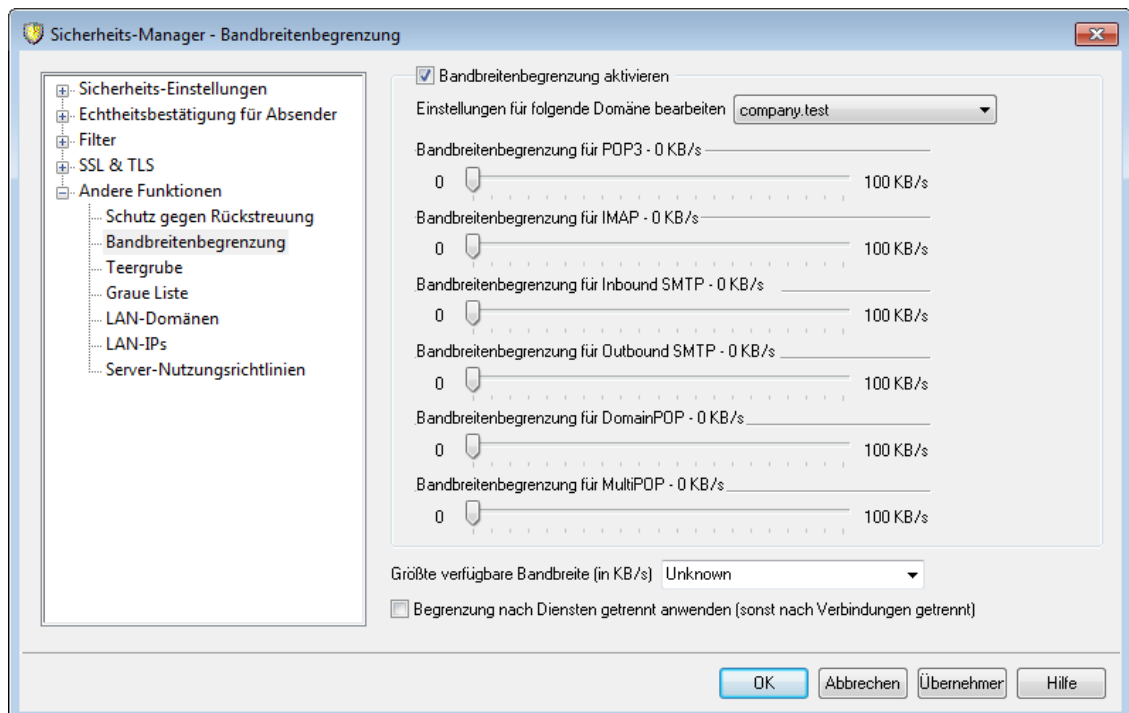 Sicherheits-Manager - Bandbreitenbegrenzung
Sicherheits-Einstellungen
Echtheitsbestätigung für Absender
Filter
SSL & TLS
Andere Funktionen
Schutz gegen Rückstreuung
Bandbreitenbegrenzung
Teergrube
Graue Liste
LAN-Domänen
LAN-IPs
Server-Nutzungsrichtlinien
Bandbreitenbegrenzung aktivieren
Einstellungen für folgende Domäne bearbeiten company.test
Bandbreitenbegrenzung für POP3 - 0 KB/s
0 100 KB/s
Bandbreitenbegrenzung für IMAP - 0 KB/s
0 100 KB/s
Bandbreitenbegrenzung für Inbound SMTP - 0 KB/s
0 100 KB/s
Bandbreitenbegrenzung für Outbound SMTP - 0 KB/s
0 100 KB/s
Bandbreitenbegrenzung für DomainPOP - 0 KB/s
0 100 KB/s
Bandbreitenbegrenzung für MultiPOP - 0 KB/s
0 100 KB/s
Größte verfügbare Bandbreite (in KB/s) Unknown
Begrenzung nach Diensten getrennt anwenden (sonst nach Verbindungen getrennt)
OK Abbrechen Übernehmer Hilfe